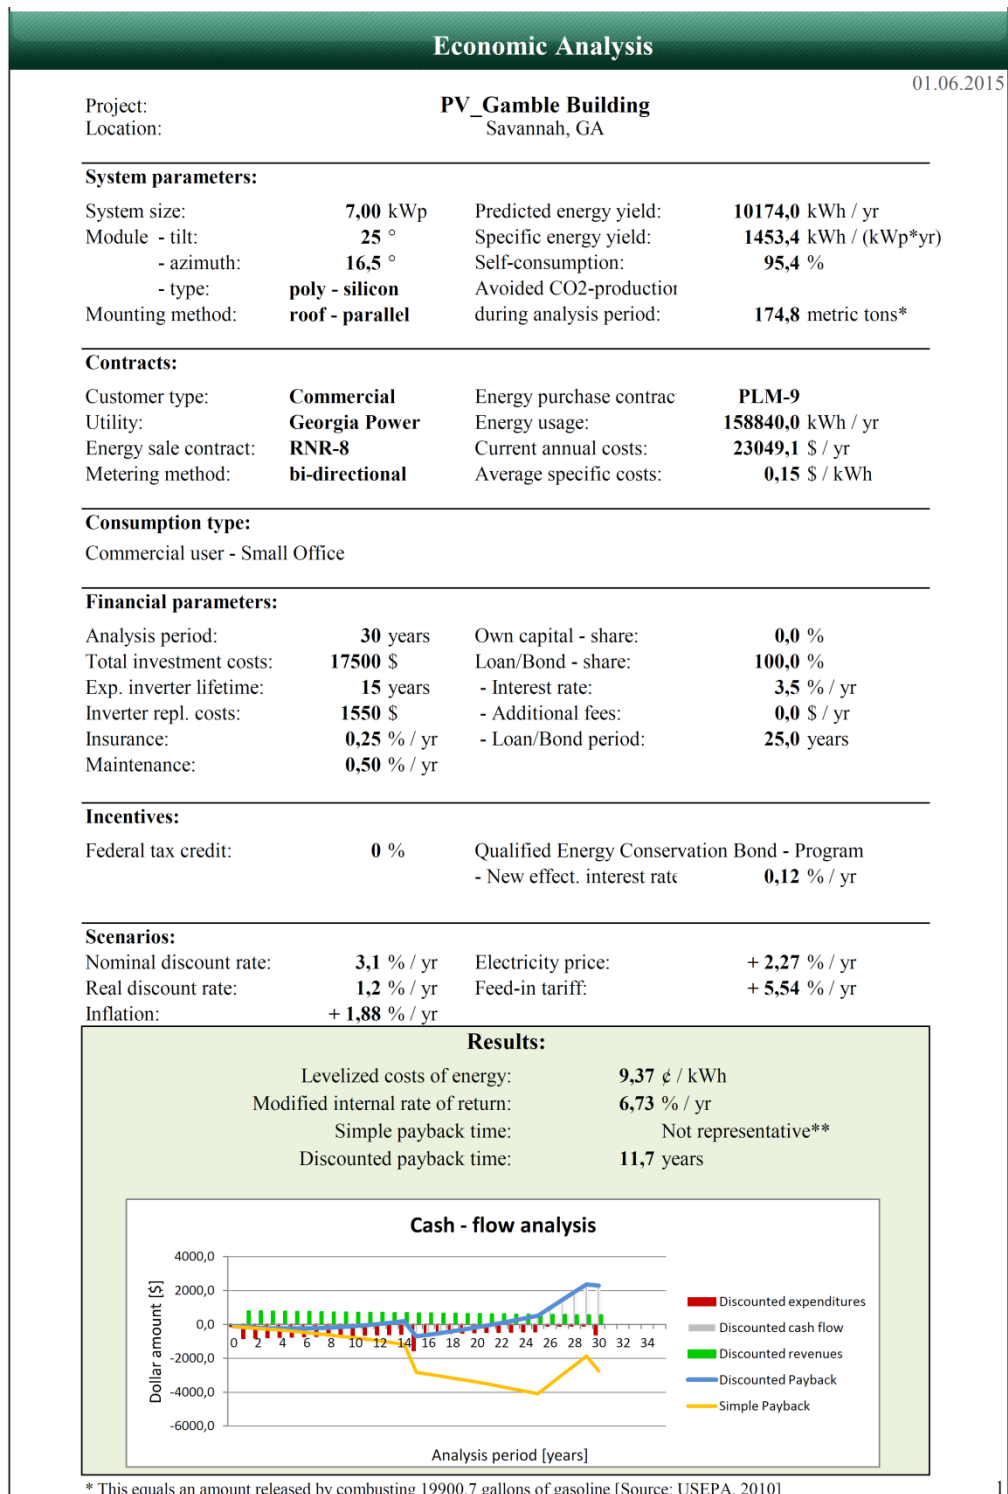 Economic Analysis
01.06.2015
Project: PV_Gamble Building
Location: Savannah, GA
System parameters:
System size: 7,00 kWp Predicted energy yield: 10174,0 kWh / yr
Module - tilt: 25 ° Specific energy yield: 1453,4 kWh / (kWp*yr)
- azimuth: 16,5 ° Self-consumption: 95,4 %
- type: poly - silicon Avoided CO2-production
Mounting method: roof - parallel during analysis period: 174,8 metric tons*
Contracts:
Customer type: Commercial Energy purchase contrac PLM-9
Utility: Georgia Power Energy usage: 158840,0 kWh / yr
Energy sale contract: RNR-8 Current annual costs: 23049,1 $ / yr
Metering method: bi-directional Average specific costs: 0,15 $ / kWh
Consumption type:
Commercial user - Small Office
Financial parameters:
Analysis period: 30 years Own capital - share: 0,0 %
Total investment costs: 17500 $ Loan/Bond - share: 100,0 %
Exp. inverter lifetime: 15 years - Interest rate: 3,5 % / yr
Inverter repl. costs: 1550 $ - Additional fees: 0,0 $ / yr
Insurance: 0,25 % / yr - Loan/Bond period: 25,0 years
Maintenance: 0,50 % / yr
Incentives:
Federal tax credit: 0 % Qualified Energy Conservation Bond - Program
- New effect. interest rate 0,12 % / yr
Scenarios:
Nominal discount rate: 3,1 % / yr Electricity price: + 2,27 % / yr
Real discount rate: 1,2 % / yr Feed-in tariff: + 5,54 % / yr
Inflation: + 1,88 % / yr
Results:
Levelized costs of energy: 9,37 ¢ / kWh
Modified internal rate of return: 6,73 % / yr
Simple payback time: Not representative**
Discounted payback time: 11,7 years
Cash - flow analysis
4000,0
2000,0
0,0
-2000,0
-4000,0
-6000,0
Dollar amount [$]
0 2 4 6 8 10 12 14 16 18 20 22 24 26 28 30 32 34
Analysis period [years]
Discounted expenditures
Discounted cash flow
Discounted revenues
Discounted Payback
Simple Payback
* This equals an amount released by combusting 19900,7 gallons of gasoline [Source: USEPA, 2010]
1